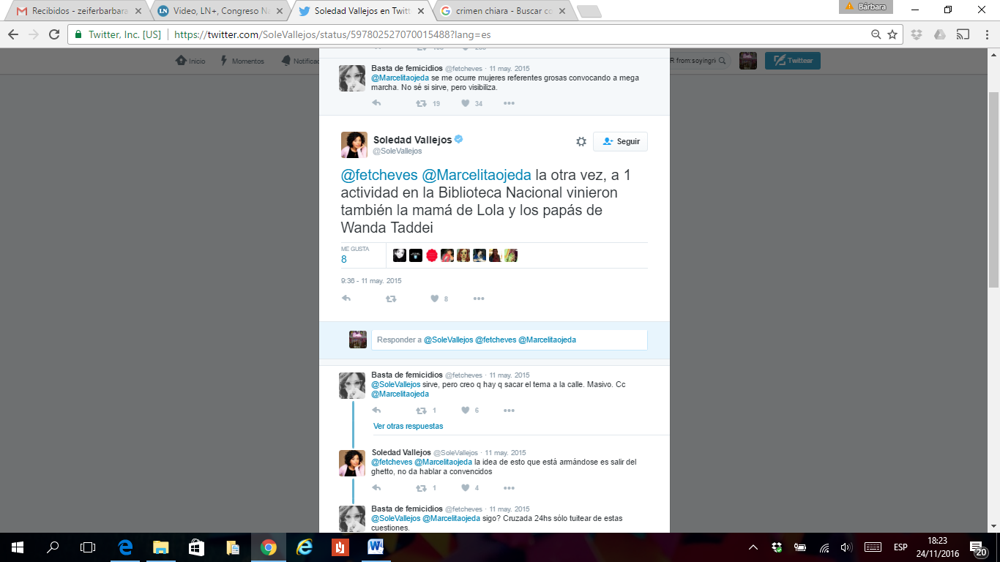 Recibidos - zeiferbarbara
Video, LN+, Congreso Na
Soledad Vallejos en Twitt
crimen chiara - Buscar co
Bárbara
Twitter, Inc. [US]
https://twitter.com/SoleVallejos/status/597802527070015488?lang=es
Inicio
Momentos
Notificac
R from:soyingri
Twittear
Basta de femicidios @fetcheves · 11 may. 2015
@Marcelitaojeda se me ocurre mujeres referentes grosas convocando a mega
marcha. No sé si sirve, pero visibiliza.
19 34
Soledad Vallejos
@SoleVallejos
Seguir
@fetcheves @Marcelitaojeda la otra vez, a 1
actividad en la Biblioteca Nacional vinieron
también la mamá de Lola y los papás de
Wanda Taddei
ME GUSTA
8
9:36 - 11 may. 2015
8
Responder a @SoleVallejos @fetcheves @Marcelitaojeda
Basta de femicidios @fetcheves · 11 may. 2015
@SoleVallejos sirve, pero creo q hay q sacar el tema a la calle. Masivo. Cc
@Marcelitaojeda
1 6
Ver otras respuestas
Soledad Vallejos @SoleVallejos · 11 may. 2015
@fetcheves @Marcelitaojeda la idea de esto que está armándose es salir del
ghetto, no da hablar a convencidos
1 4
Basta de femicidios @fetcheves · 11 may. 2015
@SoleVallejos @Marcelitaojeda sigo? Cruzada 24hs sólo tuitear de estas
cuestiones.
ESP
18:23
24/11/2016
20